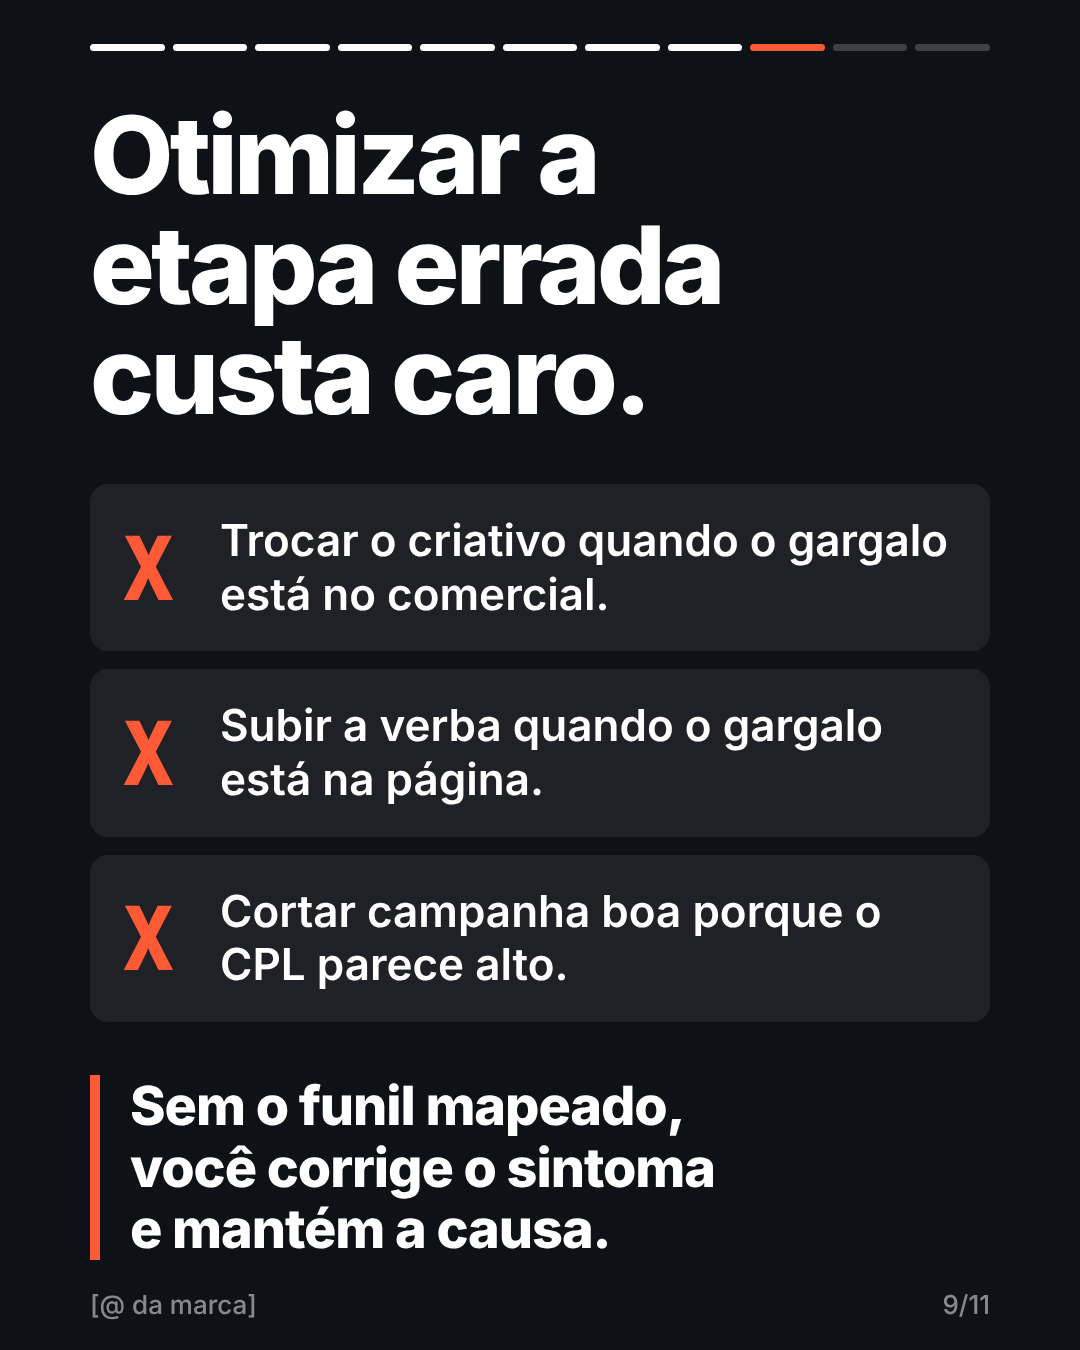 Otimizar a
etapa errada
custa caro.
X
Trocar o criativo quando o gargalo
está no comercial.
X
Subir a verba quando o gargalo
está na página.
X
Cortar campanha boa porque o
CPL parece alto.
Sem o funil mapeado,
você corrige o sintoma
e mantém a causa.
[@ da marca]
9/11